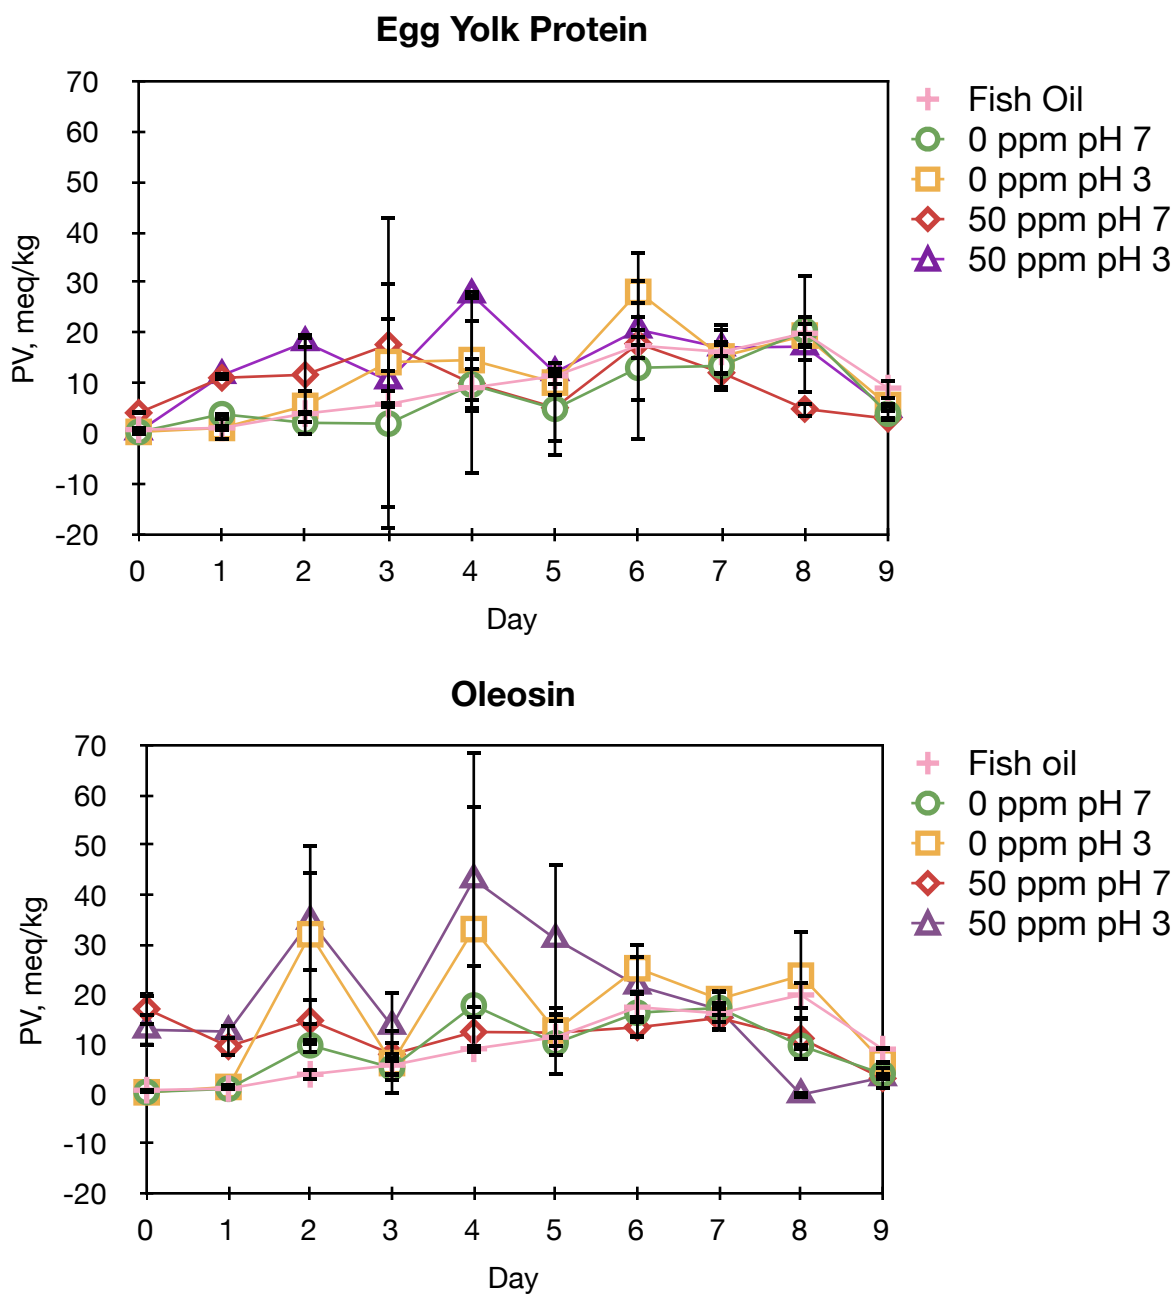 Egg Yolk Protein
PV, meq/kg
70
60
50
40
30
20
10
0
-10
-20
0 1 2 3 4 5 6 7 8 9
Day
Fish Oil
0 ppm pH 7
0 ppm pH 3
50 ppm pH 7
50 ppm pH 3
Oleosin
PV, meq/kg
70
60
50
40
30
20
10
0
-10
-20
0 1 2 3 4 5 6 7 8 9
Day
Fish oil
0 ppm pH 7
0 ppm pH 3
50 ppm pH 7
50 ppm pH 3